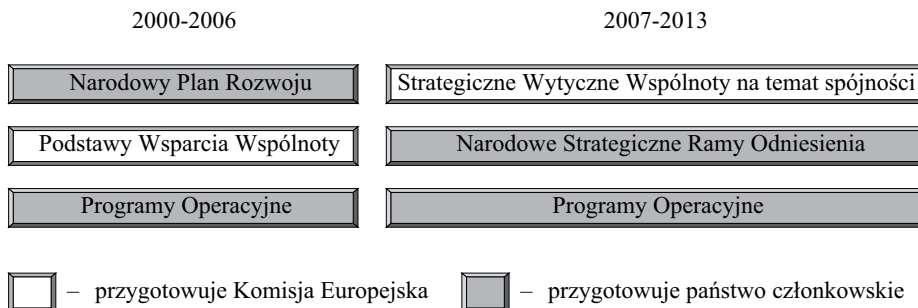 2000-2006 2007-2013
Narodowy Plan Rozwoju Strategiczne Wytyczne Wspólnoty na temat spójności
Podstawy Wsparcia Wspólnoty Narodowe Strategiczne Ramy Odniesienia
Programy Operacyjne Programy Operacyjne
– przygotowuje Komisja Europejska – przygotowuje państwo członkowskie